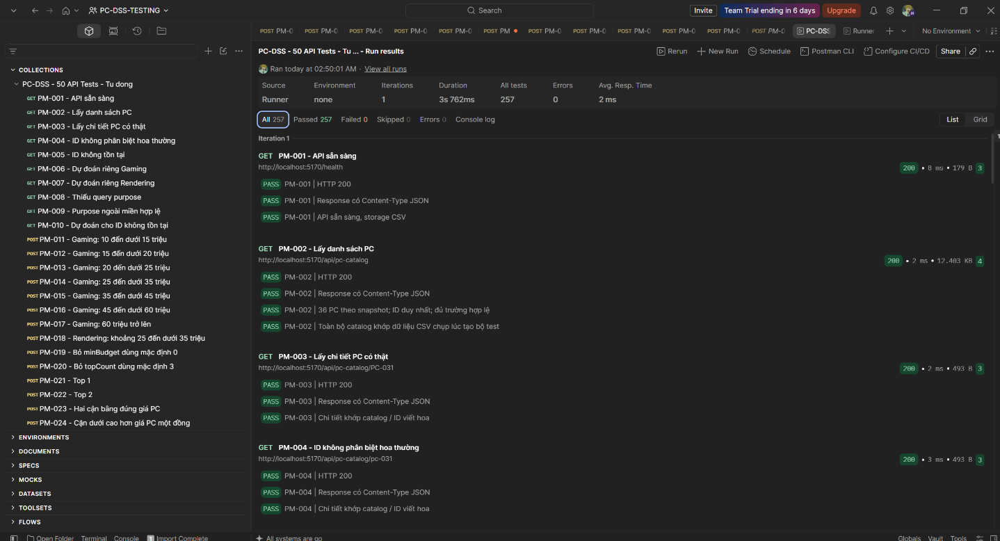 PC-DSS-TESTING
Search
Invite
Team Trial ending in 6 days
Upgrade
POST PM-0
POST PM-0
POST PM-0
POST PM-0
POST PM-0
POST PM
POST PM-0
POST PM-0
POST PM-0
POST PM-0
POST PM-0
POST PM-0
PC-DSS
Runner
No Environment
COLLECTIONS
PC-DSS - 50 API Tests - Tu dong
GET PM-001 - API sẵn sàng
GET PM-002 - Lấy danh sách PC
GET PM-003 - Lấy chi tiết PC có thật
GET PM-004 - ID không phân biệt hoa thường
GET PM-005 - ID không tồn tại
GET PM-006 - Dự đoán riêng Gaming
GET PM-007 - Dự đoán riêng Rendering
GET PM-008 - Thiếu query purpose
GET PM-009 - Purpose ngoài miền hợp lệ
GET PM-010 - Dự đoán cho ID không tồn tại
POST PM-011 - Gaming: 10 đến dưới 15 triệu
POST PM-012 - Gaming: 15 đến dưới 20 triệu
POST PM-013 - Gaming: 20 đến dưới 25 triệu
POST PM-014 - Gaming: 25 đến dưới 35 triệu
POST PM-015 - Gaming: 35 đến dưới 45 triệu
POST PM-016 - Gaming: 45 đến dưới 60 triệu
POST PM-017 - Gaming: 60 triệu trở lên
POST PM-018 - Rendering: khoảng 25 đến dưới 35 triệu
POST PM-019 - Bỏ minBudget dùng mặc định 0
POST PM-020 - Bỏ topCount dùng mặc định 3
POST PM-021 - Top 1
POST PM-022 - Top 2
POST PM-023 - Hai cận bằng đúng giá PC
POST PM-024 - Cận dưới cao hơn giá PC một đồng
ENVIRONMENTS
DOCUMENTS
SPECS
MOCKS
DATASETS
TOOLSETS
FLOWS
PC-DSS - 50 API Tests - Tu ... - Run results
Rerun
New Run
Schedule
Postman CLI
Configure CI/CD
Share
Ran today at 02:50:01 AM · View all runs
Source Environment Iterations Duration All tests Errors Avg. Resp. Time
Runner none 1 3s 762ms 257 0 2 ms
All 257 Passed 257 Failed 0 Skipped 0 Errors 0 Console log
List Grid
Iteration 1
1
GET PM-001 - API sẵn sàng
http://localhost:5170/health
200 • 8 ms • 179 B 3
PASS PM-001 | HTTP 200
PASS PM-001 | Response có Content-Type JSON
PASS PM-001 | API sẵn sàng, storage CSV
GET PM-002 - Lấy danh sách PC
http://localhost:5170/api/pc-catalog
200 • 2 ms • 12.403 KB 4
PASS PM-002 | HTTP 200
PASS PM-002 | Response có Content-Type JSON
PASS PM-002 | 36 PC theo snapshot; ID duy nhất; đủ trường hợp lệ
PASS PM-002 | Toàn bộ catalog khớp dữ liệu CSV chụp lúc tạo bộ test
GET PM-003 - Lấy chi tiết PC có thật
http://localhost:5170/api/pc-catalog/PC-031
200 • 2 ms • 493 B 3
PASS PM-003 | HTTP 200
PASS PM-003 | Response có Content-Type JSON
PASS PM-003 | Chi tiết khớp catalog / ID viết hoa
GET PM-004 - ID không phân biệt hoa thường
http://localhost:5170/api/pc-catalog/pc-031
200 • 3 ms • 493 B 3
PASS PM-004 | HTTP 200
PASS PM-004 | Response có Content-Type JSON
PASS PM-004 | Chi tiết khớp catalog / ID viết hoa
Open Folder Terminal Console 1 Import Complete
All systems are go
Globals Vault Tools